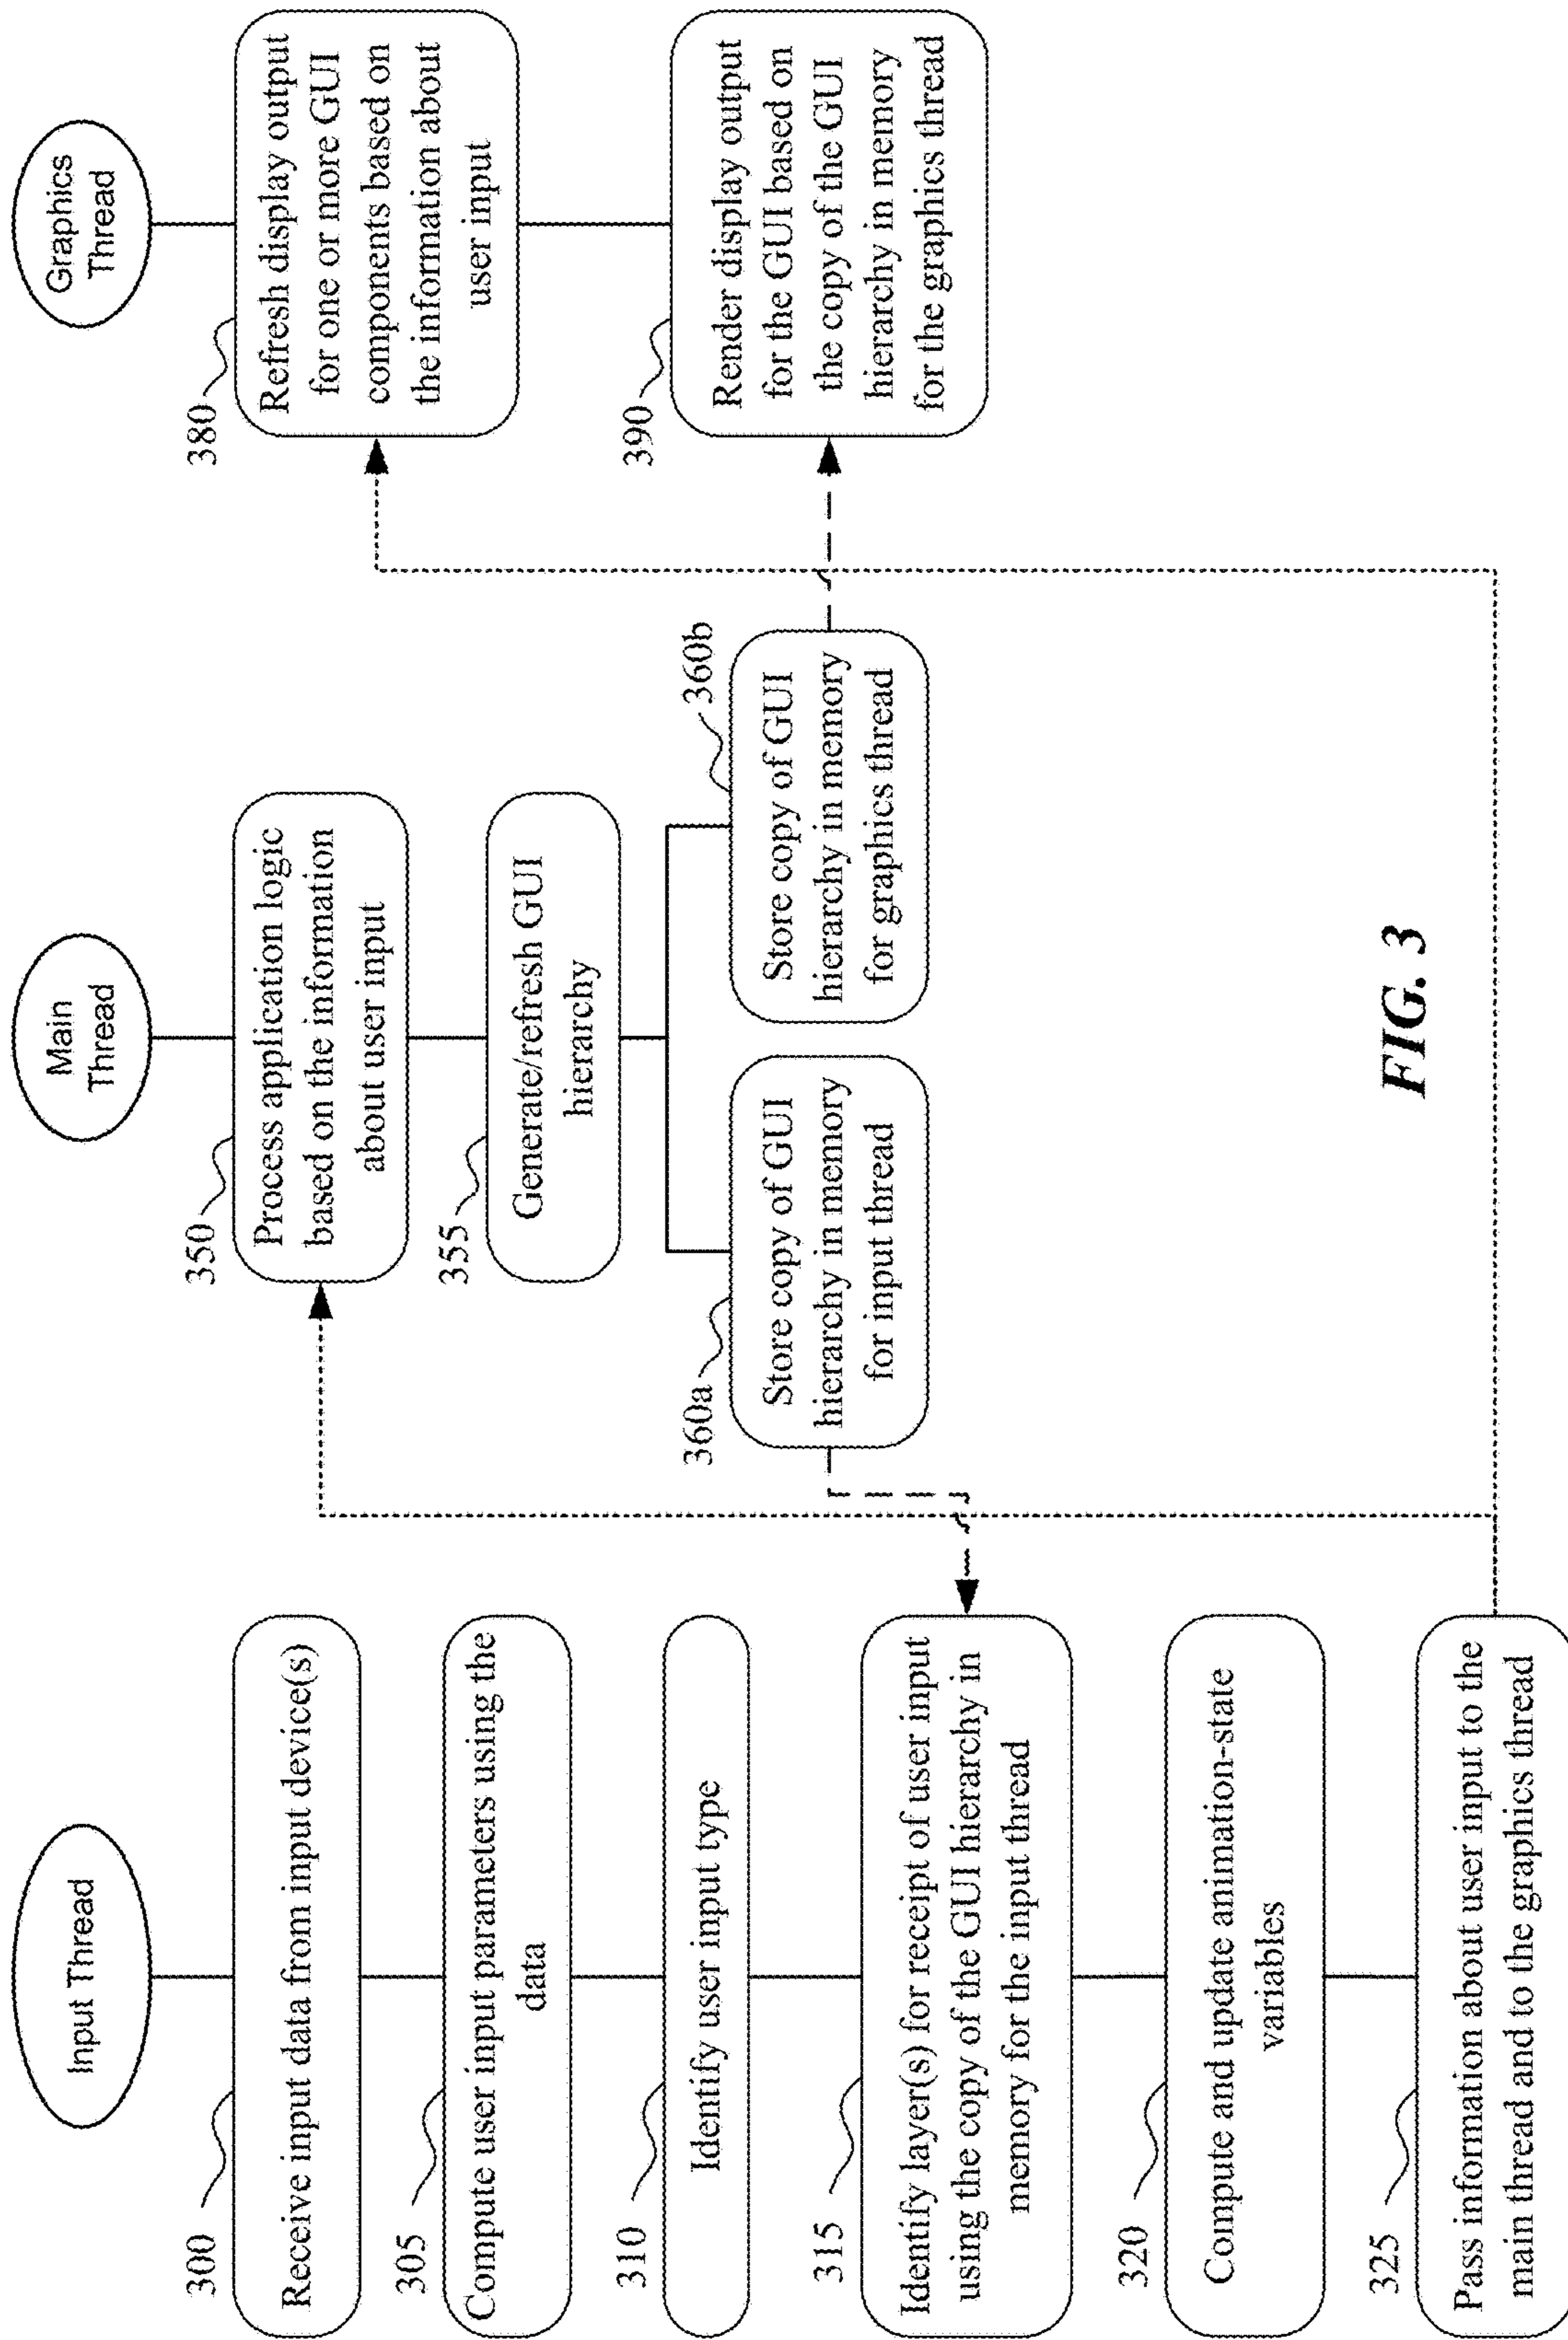 Input Thread
300
Receive input data from input device(s)
305
Compute user input parameters using the
data
310
Identify user input type
315
Identify layer(s) for receipt of user input
using the copy of the GUI hierarchy in
memory for the input thread
320
Compute and update animation-state
variables
325
Pass information about user input to the
main thread and to the graphics thread
Main
Thread
350
Process application logic
based on the information
about user input
355
Generate/refresh GUI
hierarchy
360a
Store copy of GUI
hierarchy in memory
for input thread
360b
Store copy of GUI
hierarchy in memory
for graphics thread
Graphics
Thread
380
Refresh display output
for one or more GUI
components based on
the information about
user input
390
Render display output
for the GUI based on
the copy of the GUI
hierarchy in memory
for the graphics thread
FIG. 3